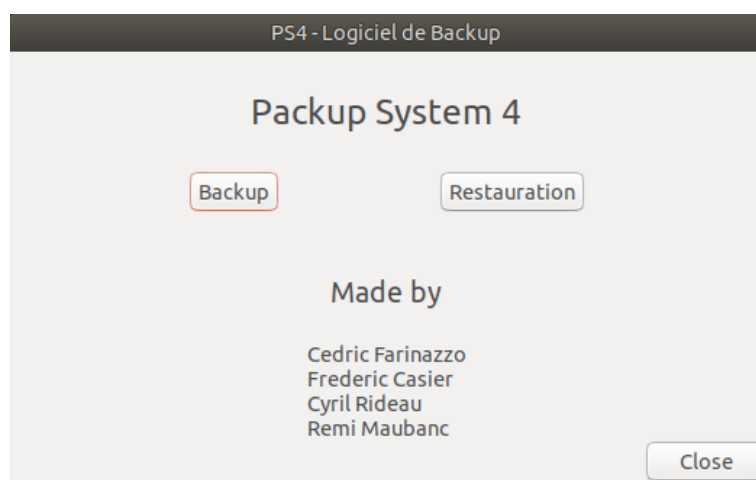 PS4 - Logiciel de Backup
Packup System 4
Backup Restauration
Made by
Cedric Farinazzo
Frederic Casier
Cyril Rideau
Remi Maubanc
Close